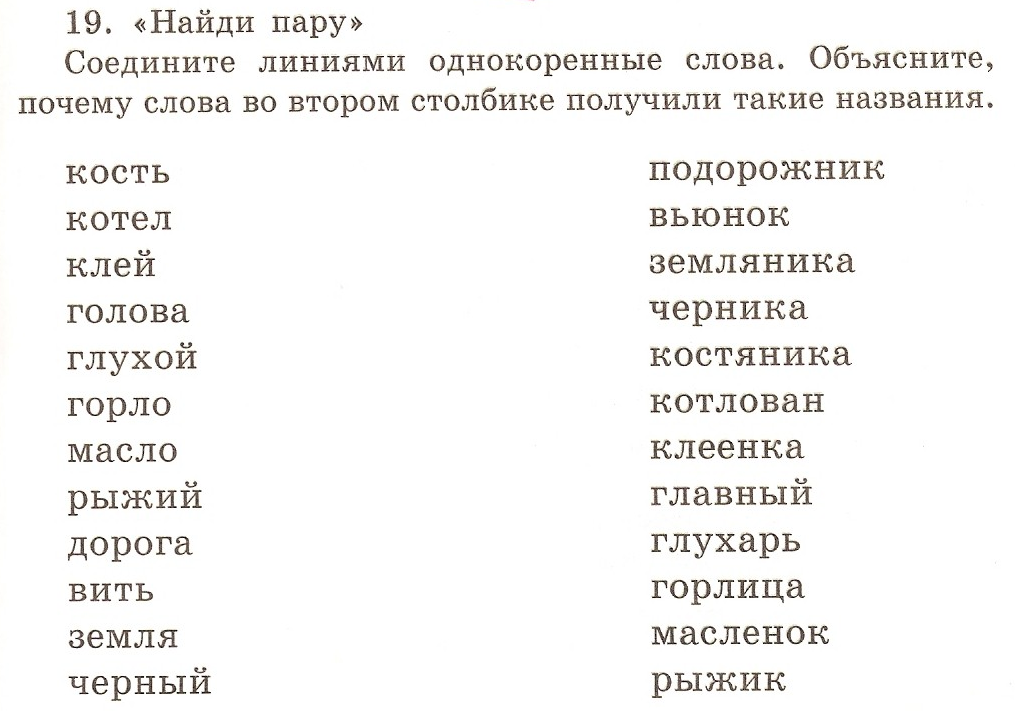 19. «Найди пару»
Соедините линиями однокоренные слова. Объясните,
почему слова во втором столбике получили такие названия.
кость подорожник
котел вьюнок
клей земляника
голова черника
глухой костяника
горло котлован
масло клеенка
рыжий главный
дорога глухарь
вить горлица
земля масленок
черный рыжик